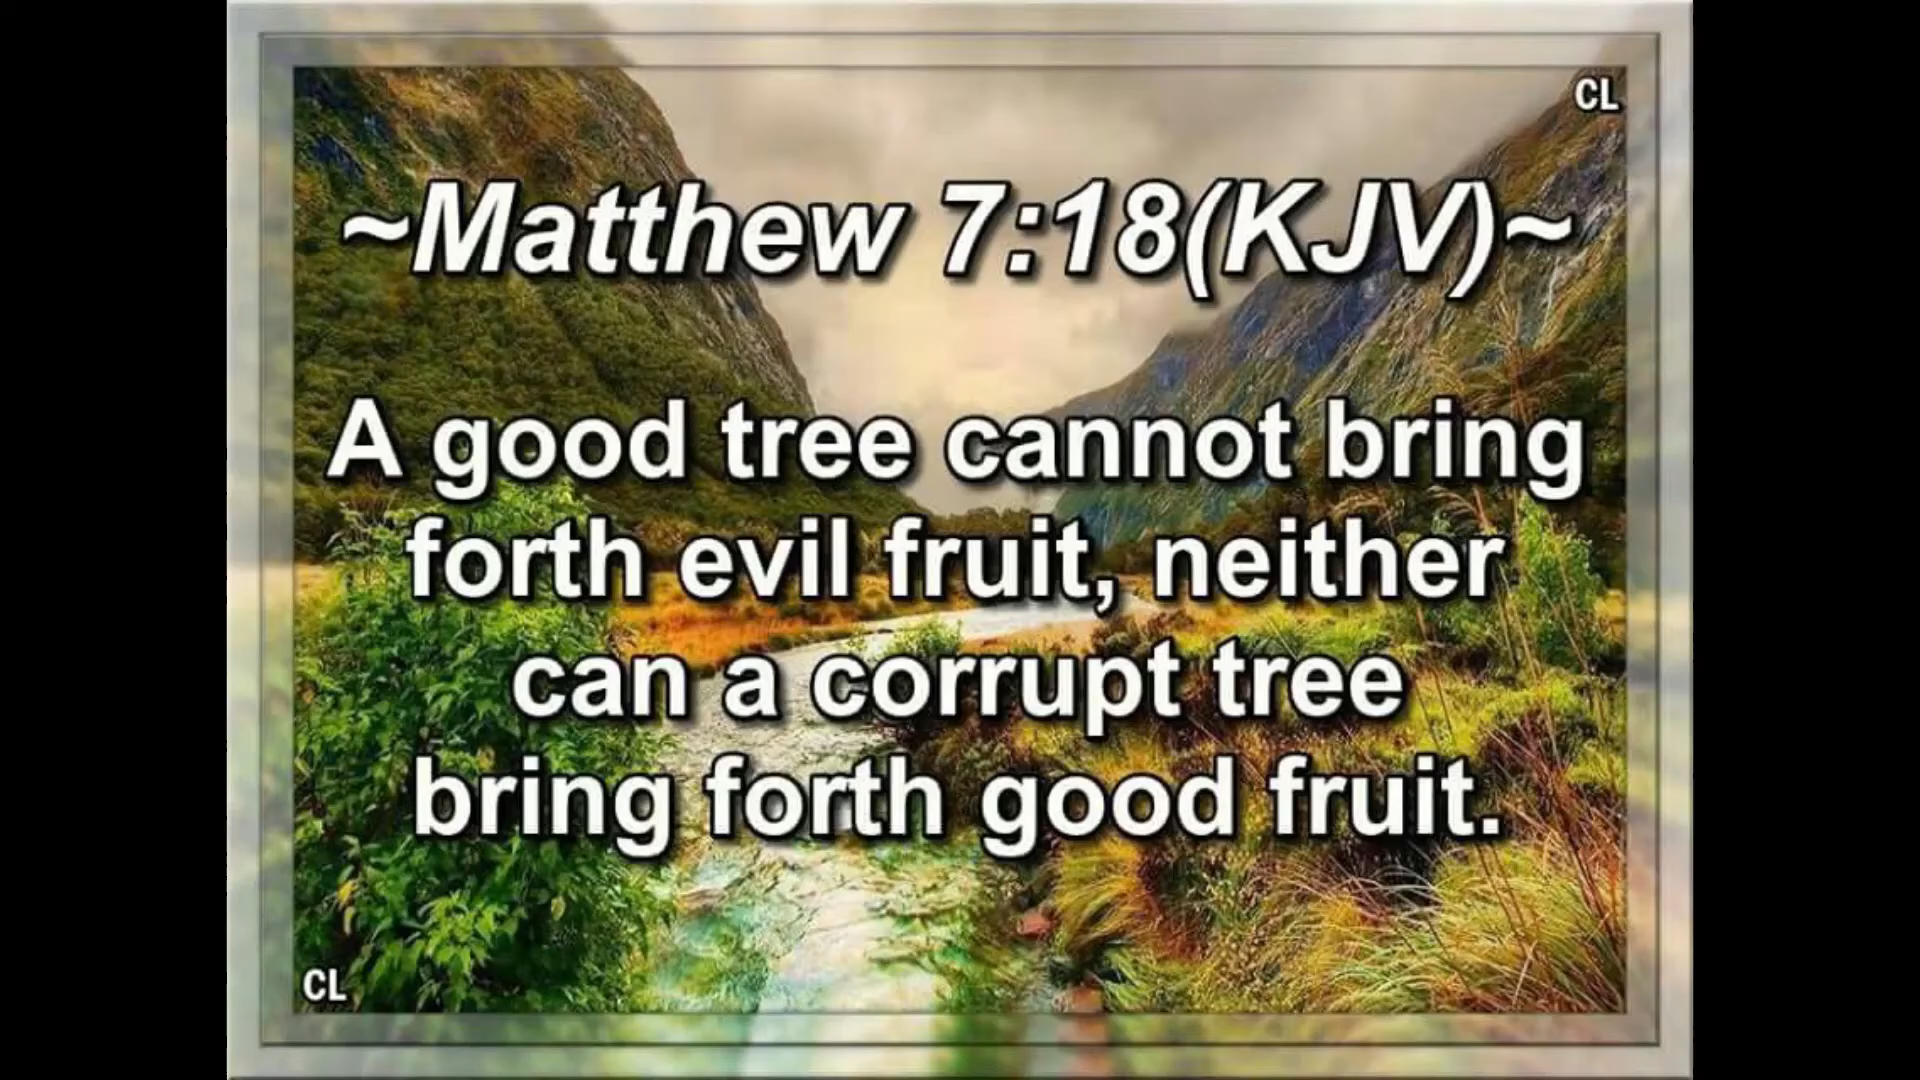 CL
~Matthew 7:18(KJV)~
A good tree cannot bring
forth evil fruit, neither
can a corrupt tree
bring forth good fruit.
CL